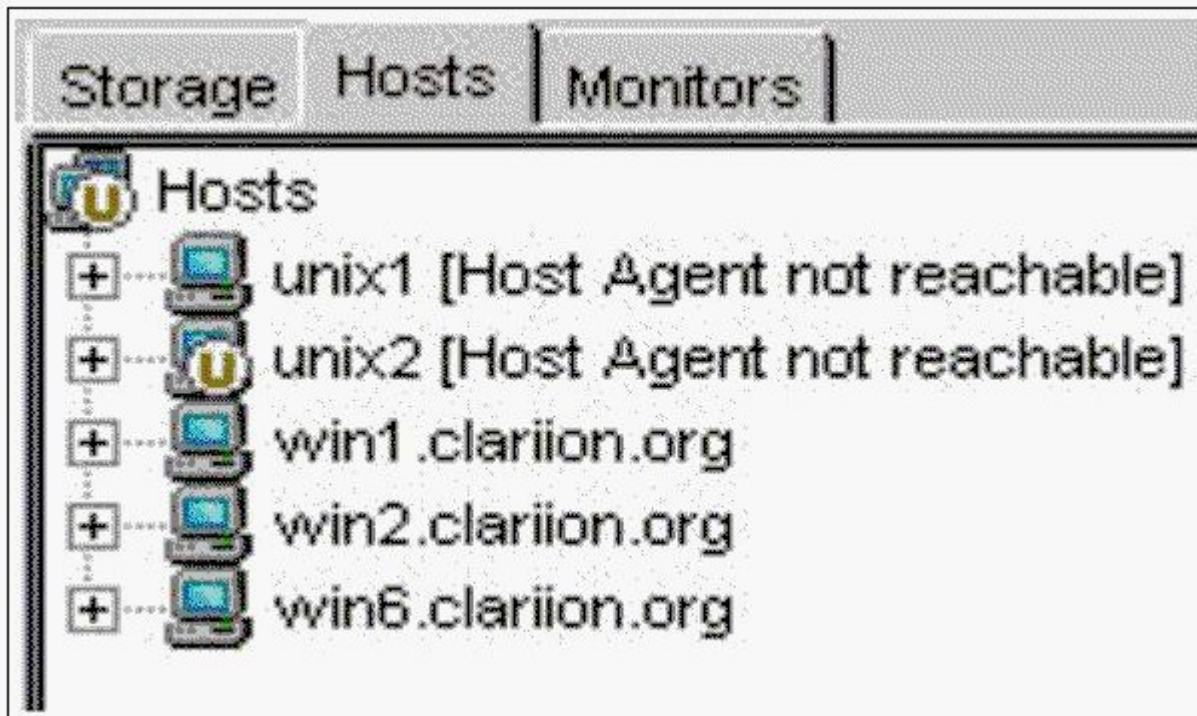 Storage Hosts Monitors
U Hosts
unix1 [Host Agent not reachable]
U unix2 [Host Agent not reachable]
win1.clariion.org
win2.clariion.org
win6.clariion.org